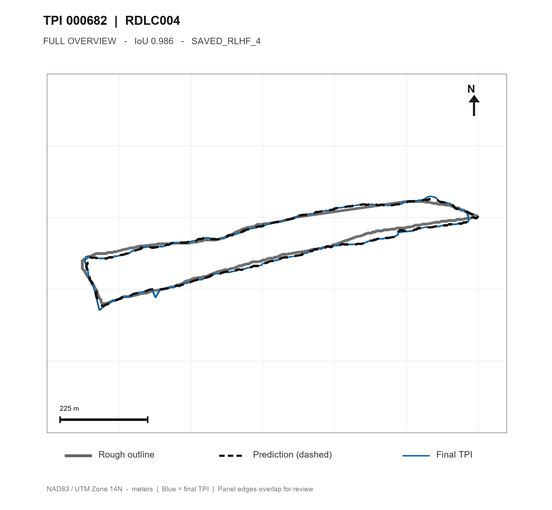 TPI 000682 | RDLC004
FULL OVERVIEW - IoU 0.986 - SAVED_RLHF_4
N
225 m
Rough outline Prediction (dashed) Final TPI
NAD83 / UTM Zone 14N - meters | Blue = final TPI | Panel edges overlap for review